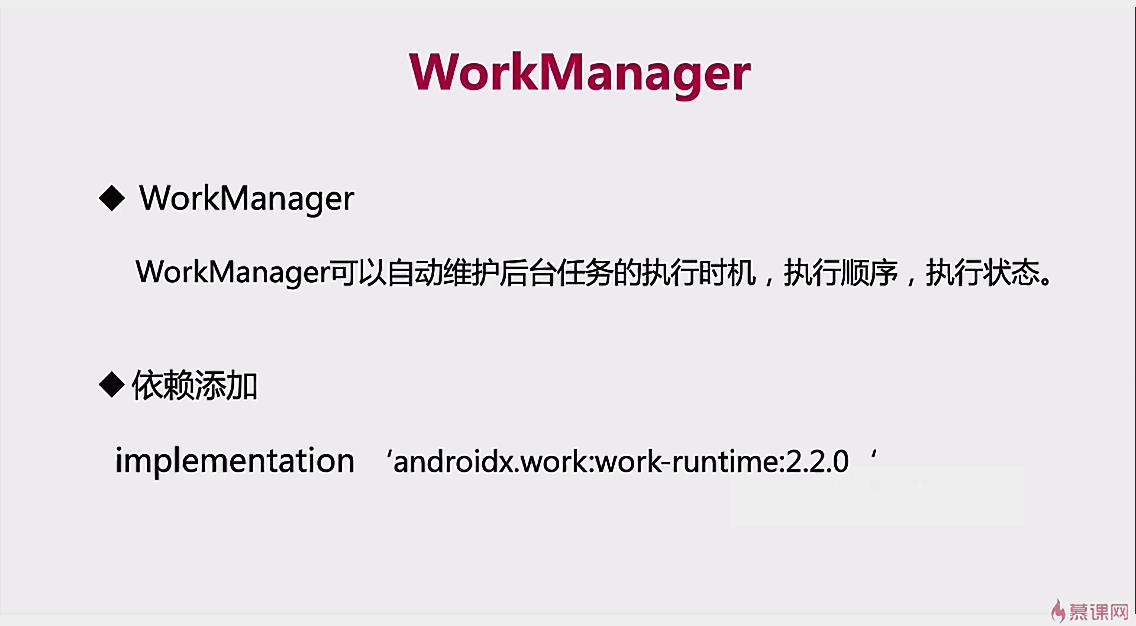 WorkManager
◆ WorkManager
WorkManager可以自动维护后台任务的执行时机，执行顺序，执行状态。
◆依赖添加
implementation ‘androidx.work:work-runtime:2.2.0 ‘
慕课网